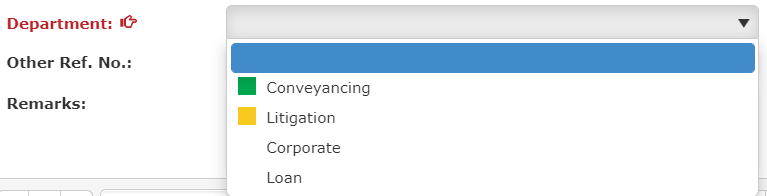 Department:
Other Ref. No.:
Remarks:
Conveyancing
Litigation
Corporate
Loan